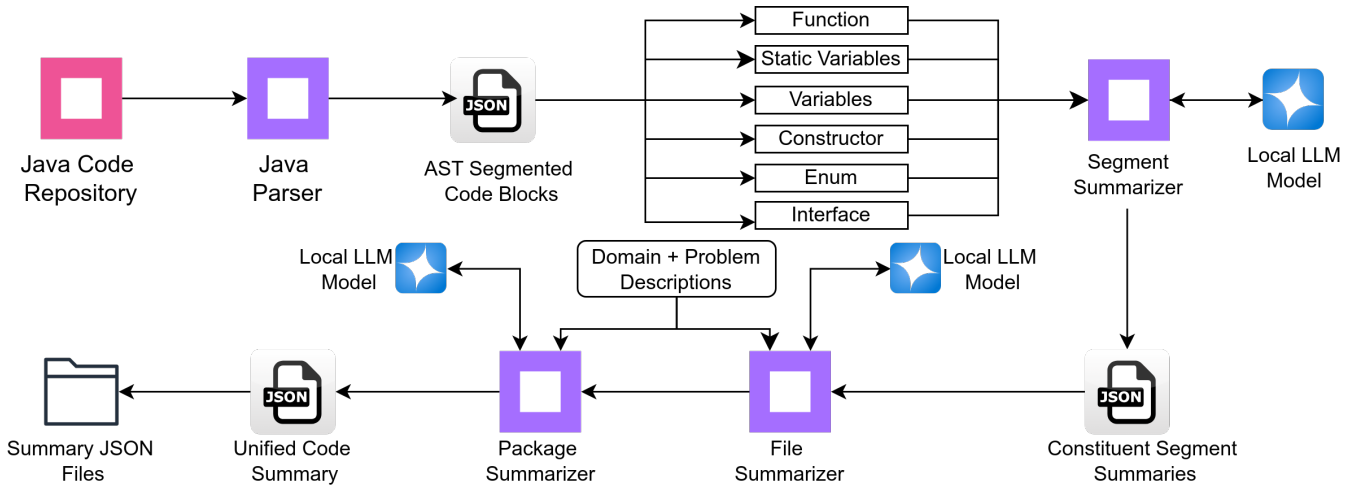 Java Code
Repository
Java
Parser
JSON
AST Segmented
Code Blocks
Function
Static Variables
Variables
Constructor
Enum
Interface
Segment
Summarizer
Local LLM
Model
Local LLM
Model
Domain + Problem
Descriptions
Local LLM
Model
Summary JSON
Files
JSON
Unified Code
Summary
Package
Summarizer
File
Summarizer
JSON
Constituent Segment
Summaries